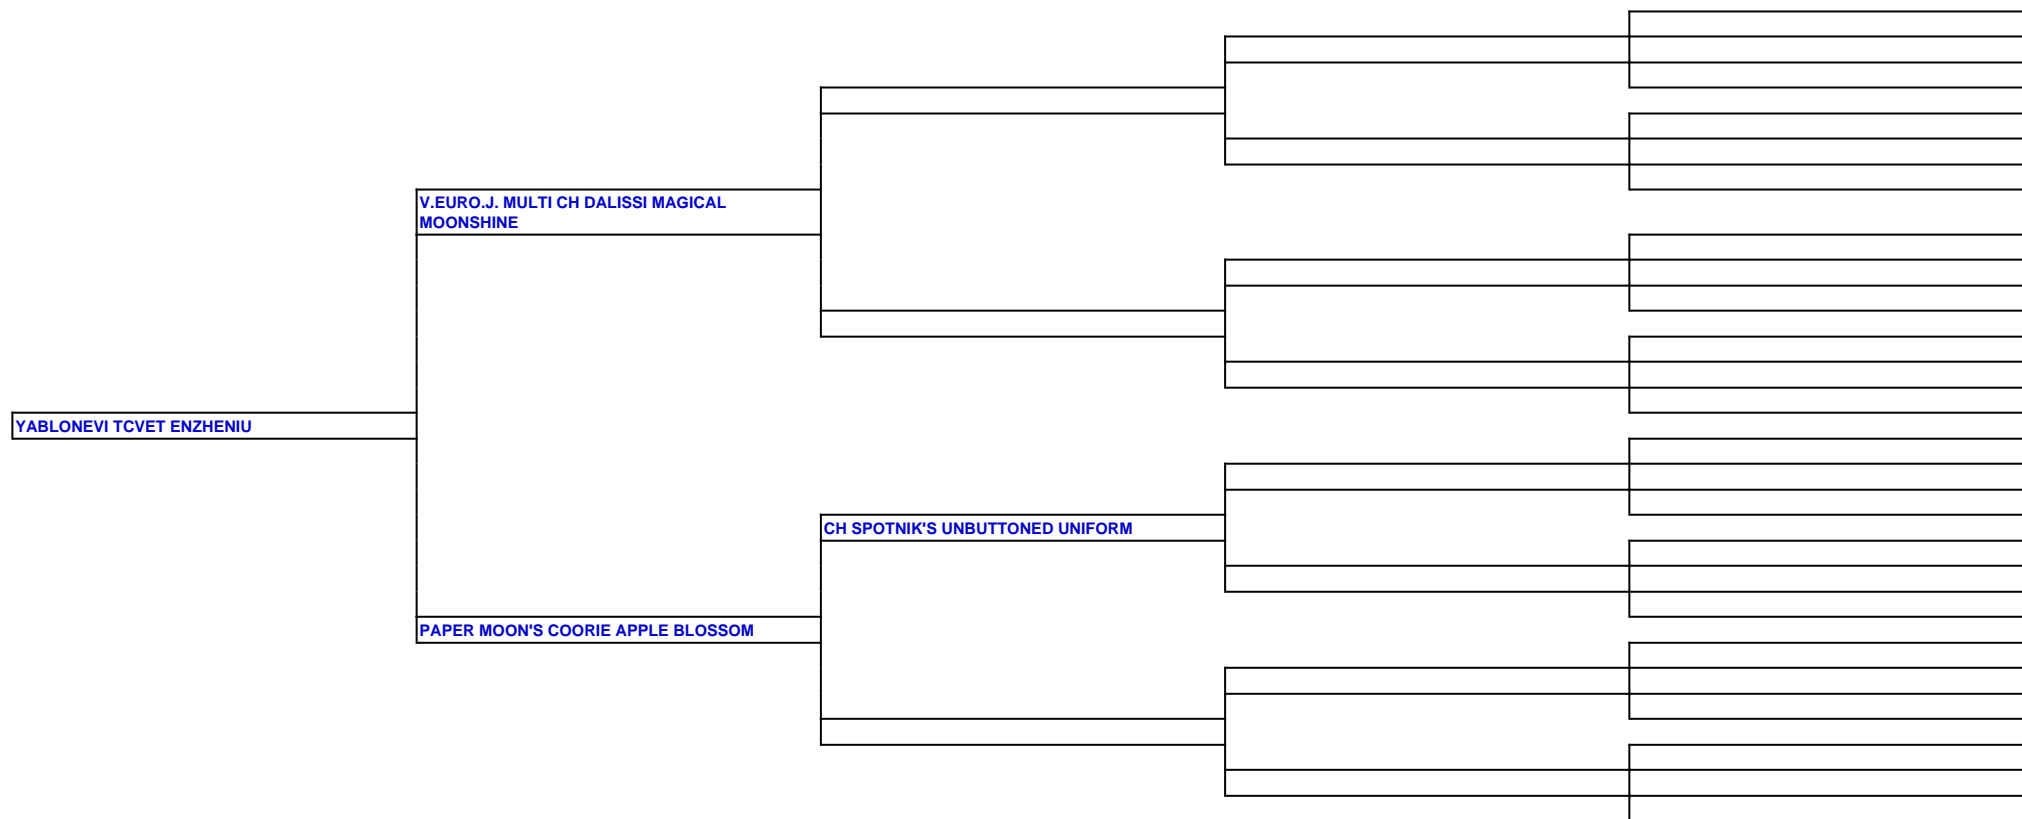 V.EURO.J. MULTI CH DALISSI MAGICAL
MOONSHINE
YABLONEVI TCVET ENZHENIU
CH SPOTNIK'S UNBUTTONED UNIFORM
PAPER MOON'S COORIE APPLE BLOSSOM